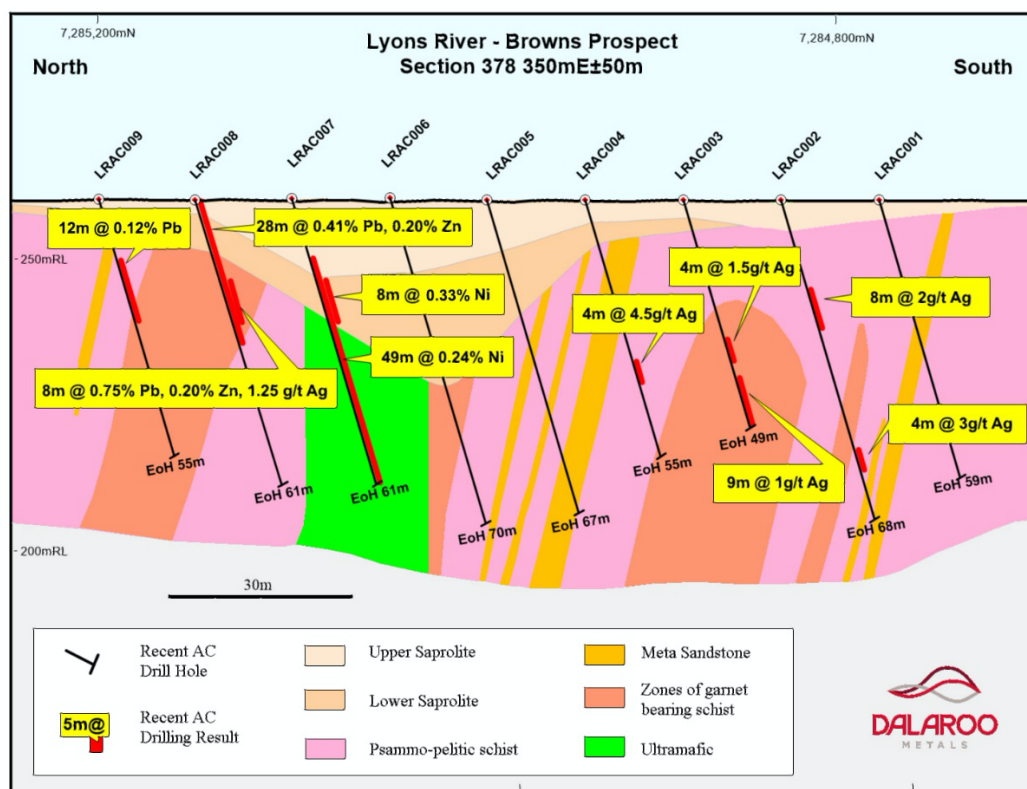 7,285,200mN
7,284,800mN
Lyons River - Browns Prospect
Section 378 350mE±50m
North
South
LRAC009
LRAC008
LRAC007
LRAC006
LRAC005
LRAC004
LRAC003
LRAC002
LRAC001
12m @ 0.12% Pb
28m @ 0.41% Pb, 0.20% Zn
250mRL
4m @ 1.5g/t Ag
8m @ 0.33% Ni
8m @ 2g/t Ag
4m @ 4.5g/t Ag
49m @ 0.24% Ni
8m @ 0.75% Pb, 0.20% Zn, 1.25 g/t Ag
4m @ 3g/t Ag
9m @ 1g/t Ag
EoH 55m
EoH 61m
EoH 61m
EoH 70m
EoH 67m
EoH 55m
EoH 49m
EoH 68m
EoH 59m
200mRL
30m
Recent AC
Drill Hole
5m@
Recent AC
Drilling Result
Upper Saprolite
Lower Saprolite
Psammo-pelitic schist
Meta Sandstone
Zones of garnet
bearing schist
Ultramafic
DALAROO
METALS